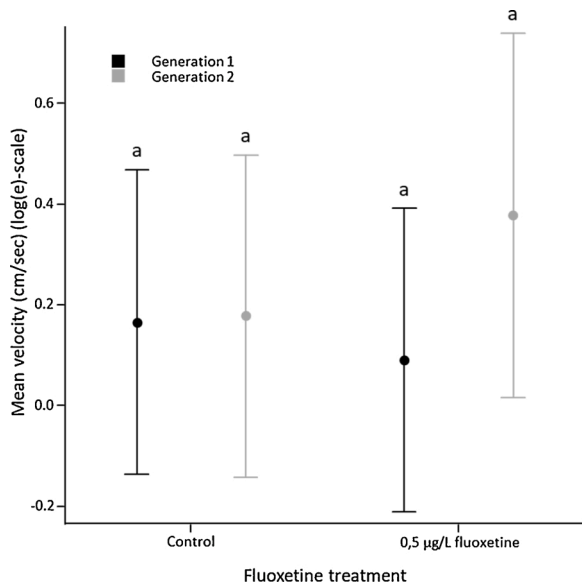 a
Generation 1
Generation 2
0.6
a
a
a
0.4
0.2
0.0
-0.2
Mean velocity (cm/sec) (log(e)-scale)
Control
0,5 µg/L fluoxetine
Fluoxetine treatment